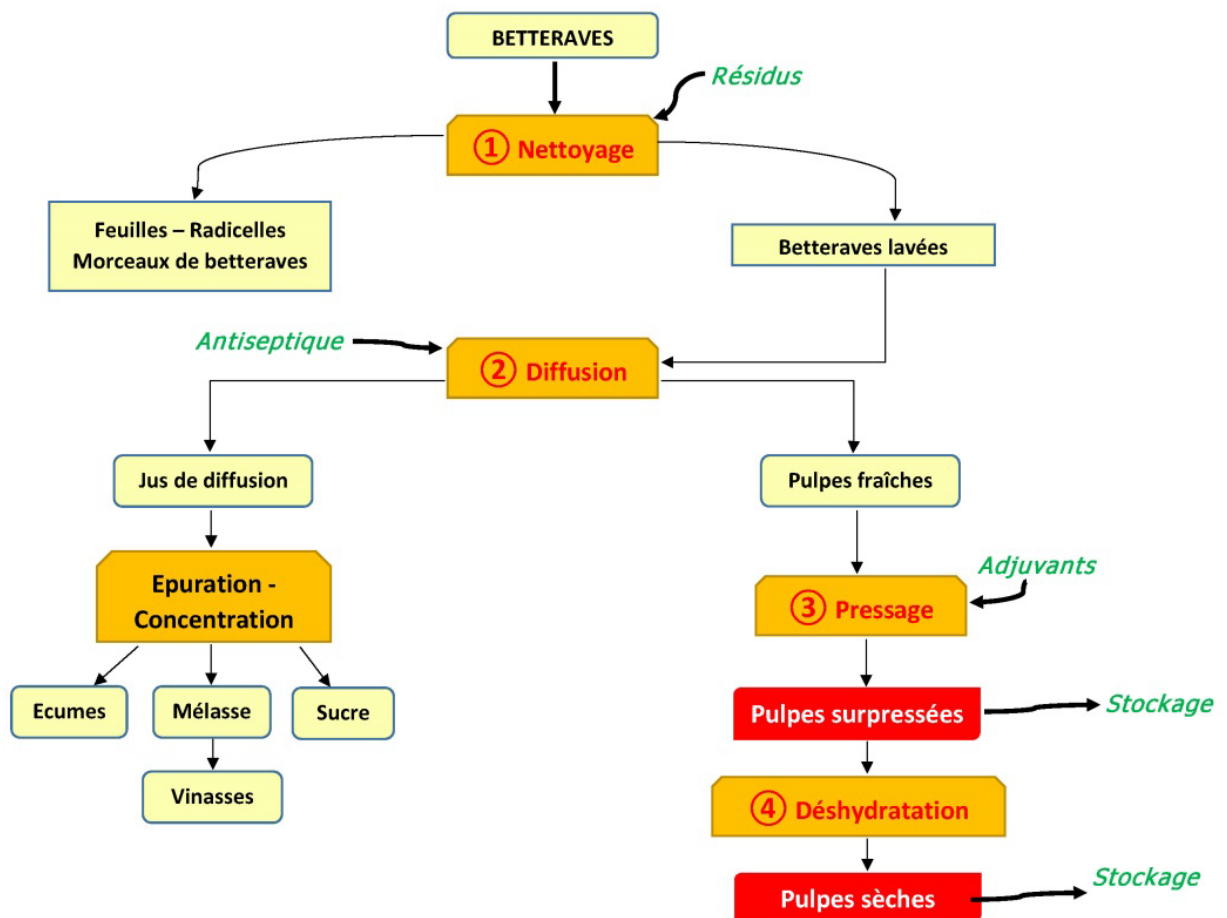 BETTERAVES
Résidus
① Nettoyage
Feuilles – Radicelles
Morceaux de betteraves
Betteraves lavées
Antiseptique
② Diffusion
Jus de diffusion
Pulpes fraîches
Epuration -
Concentration
Adjuvants
③ Pressage
Ecumes
Mélasse
Sucre
Pulpes surpressées
Stockage
Vinasses
④ Déshydratation
Pulpes sèches
Stockage